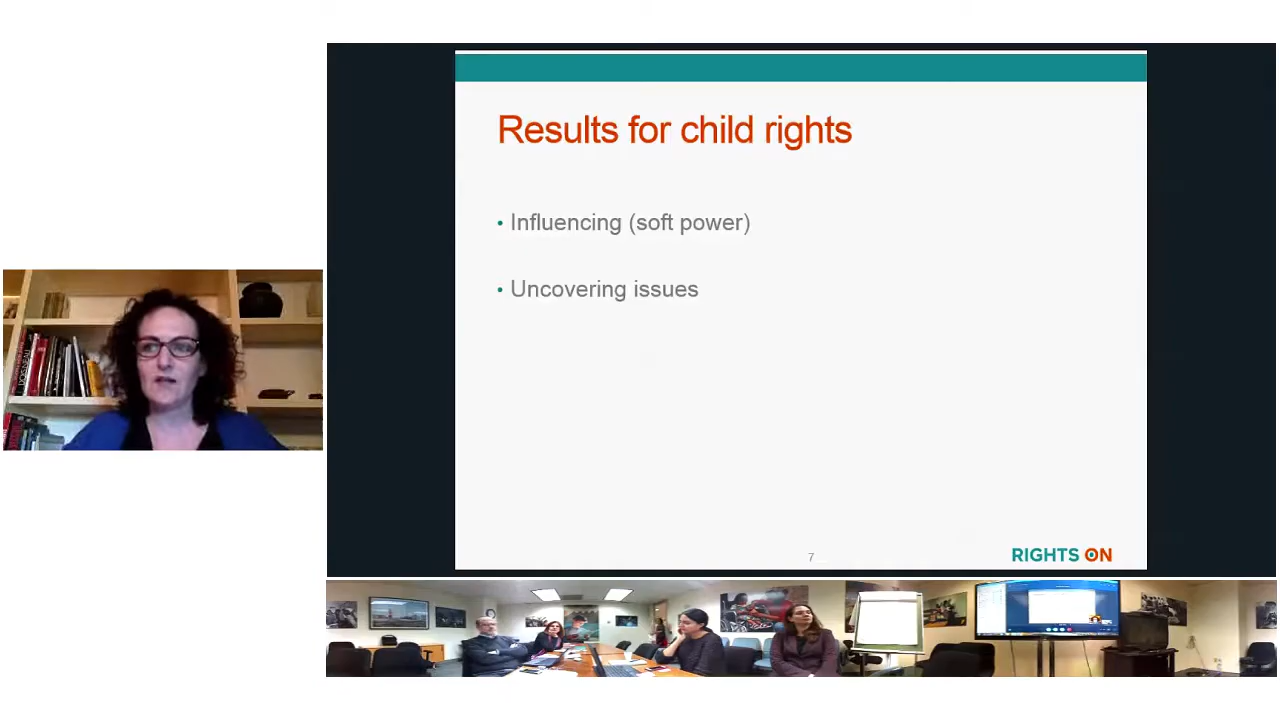 Results for child rights
• Influencing (soft power)
• Uncovering issues
7
RIGHTS ON